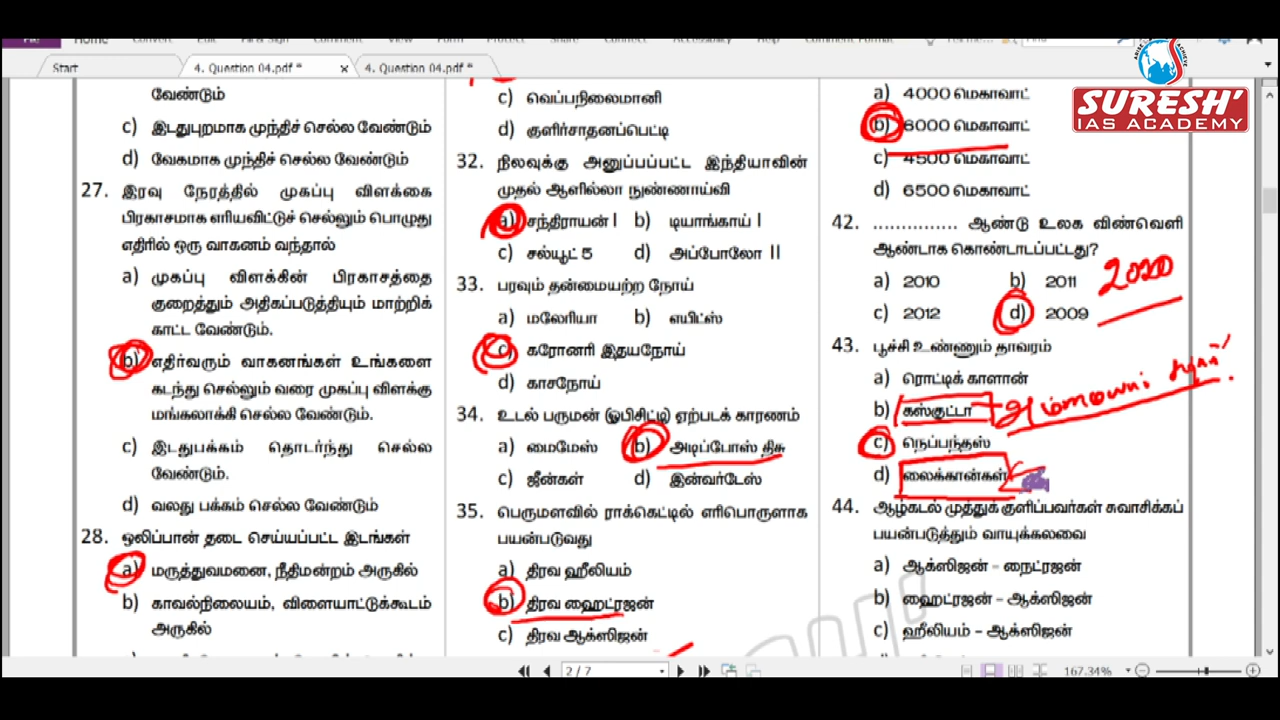 Start
4. Question 04.pdf *
x
4. Question 04.pdf *
ARISE
ACHIEVE
SURESH'
IAS ACADEMY
வேண்டும்
c) இடதுபுறமாக முந்திச் செல்ல வேண்டும்
d) வேகமாக முந்திச் செல்ல வேண்டும்
27. இரவு நேரத்தில் முகப்பு விளக்கை
பிரகாசமாக எரியவிட்டுச் செல்லும் பொழுது
எதிரில் ஒரு வாகனம் வந்தால்
a) முகப்பு விளக்கின் பிரகாசத்தை
குறைத்தும் அதிகப்படுத்தியும் மாற்றிக்
காட்ட வேண்டும்.
b) எதிர்வரும் வாகனங்கள் உங்களை
கடந்து செல்லும் வரை முகப்பு விளக்கு
மங்கலாக்கி செல்ல வேண்டும்.
c) இடதுபக்கம் தொடர்ந்து செல்ல
வேண்டும்.
d) வலது பக்கம் செல்ல வேண்டும்
28. ஒலிப்பான் தடை செய்யப்பட்ட இடங்கள்
a) மருத்துவமனை, நீதிமன்றம் அருகில்
b) காவல்நிலையம், விளையாட்டுக்கூடம்
அருகில்
c) வெப்பநிலைமானி
d) குளிர்சாதனப்பெட்டி
32. நிலவுக்கு அனுப்பப்பட்ட இந்தியாவின்
முதல் ஆளில்லா நுண்ணாய்வி
a) சந்திராயன் I b) டியாங்காய் I
c) சல்யூட் 5 d) அப்போலோ II
33. பரவும் தன்மையற்ற நோய்
a) மலேரியா b) எயிட்ஸ்
c) கரோனரி இதயநோய்
d) காசநோய்
34. உடல் பருமன் (ஓபிசிட்டி) ஏற்படக் காரணம்
a) மைமேஸ் b) அடிப்போஸ் திசு
c) ஜீன்கள் d) இன்வர்டேஸ்
35. பெருமளவில் ராக்கெட்டில் எரிபொருளாக
பயன்படுவது
a) திரவ ஹீலியம்
b) திரவ ஹைட்ரஜன்
c) திரவ ஆக்ஸிஜன்
a) 4000 மெகாவாட்
b) 6000 மெகாவாட்
c) 4500 மெகாவாட்
d) 6500 மெகாவாட்
42. ............... ஆண்டு உலக விண்வெளி
ஆண்டாக கொண்டாடப்பட்டது?
a) 2010 b) 2011
2020
c) 2012 d) 2009
43. பூச்சி உண்ணும் தாவரம்
a) ரொட்டிக் காளான்
b) கஸ்குட்டா
c) நெப்பந்தஸ்
d) லைக்கான்கள்
44. ஆழ்கடல் முத்துக் குளிப்பவர்கள் சுவாசிக்கப்
பயன்படுத்தும் வாயுக்கலவை
a) ஆக்ஸிஜன் - நைட்ரஜன்
b) ஹைட்ரஜன் - ஆக்ஸிஜன்
c) ஹீலியம் - ஆக்ஸிஜன்
2 / 7
167.34%